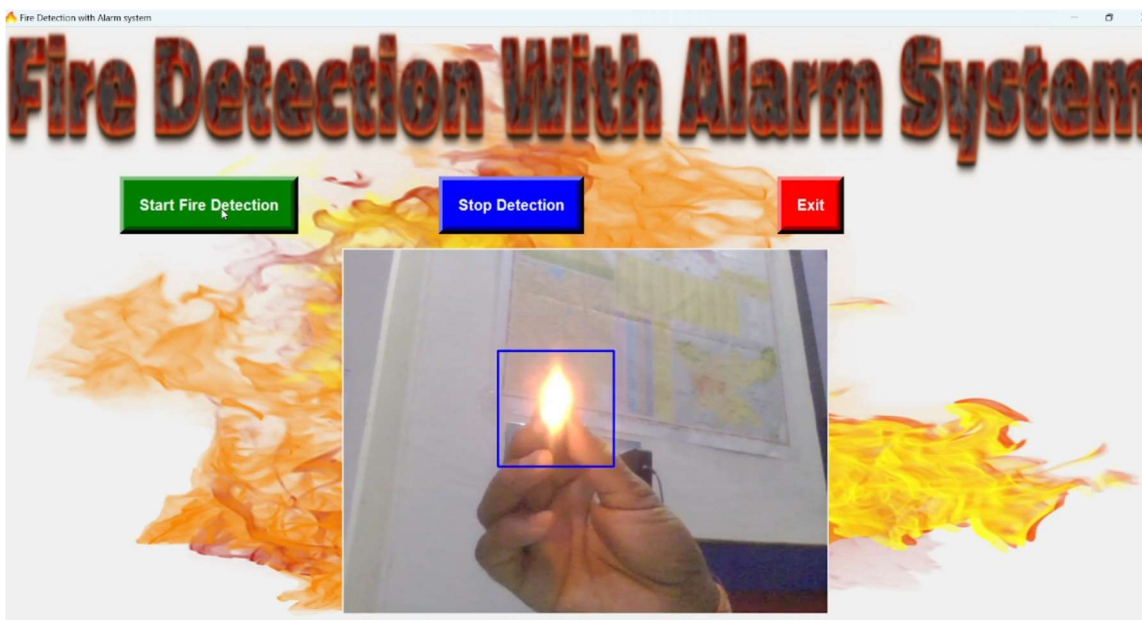 Fire Detection with Alarm system
Fire Detection With Alarm System
Start Fire Detection
Stop Detection
Exit